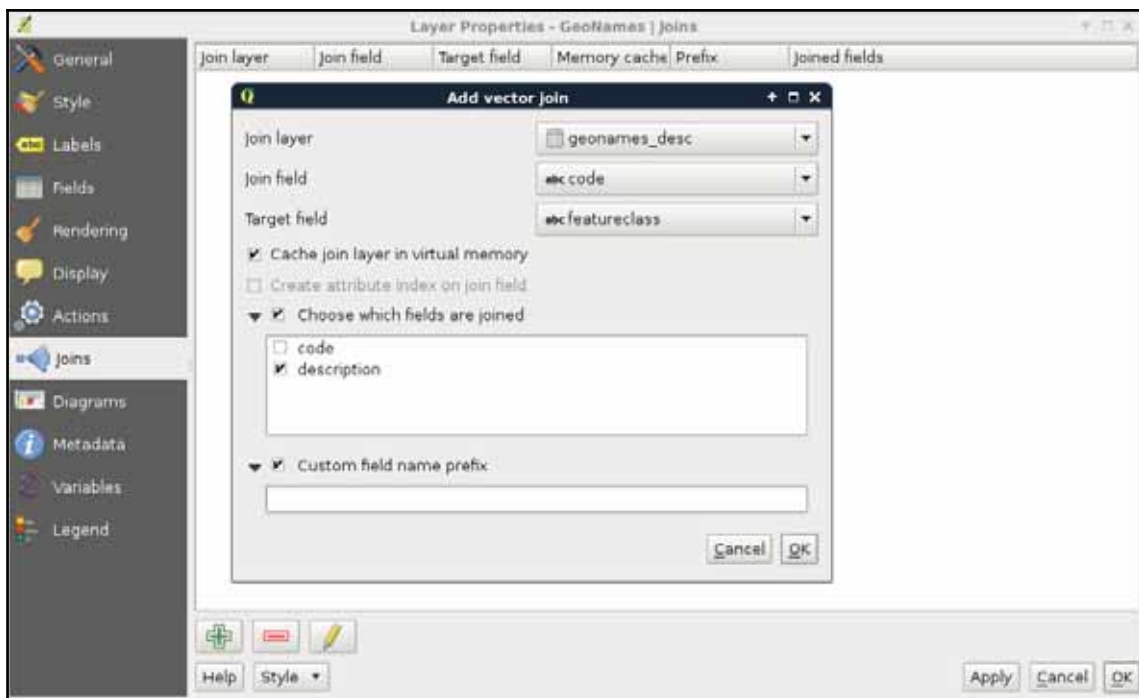 Layer Properties - GeoNames | Joins
General
Style
Labels
Fields
Rendering
Display
Actions
Joins
Diagrams
Metadata
Variables
Legend
Join layer Join field Target field Memory cache Prefix Joined fields
Add vector join
Join layer geonames_desc
Join field abc code
Target field abc featureclass
Cache join layer in virtual memory
Create attribute index on join field
Choose which fields are joined
code
description
Custom field name prefix
Cancel OK
Help Style Apply Cancel OK